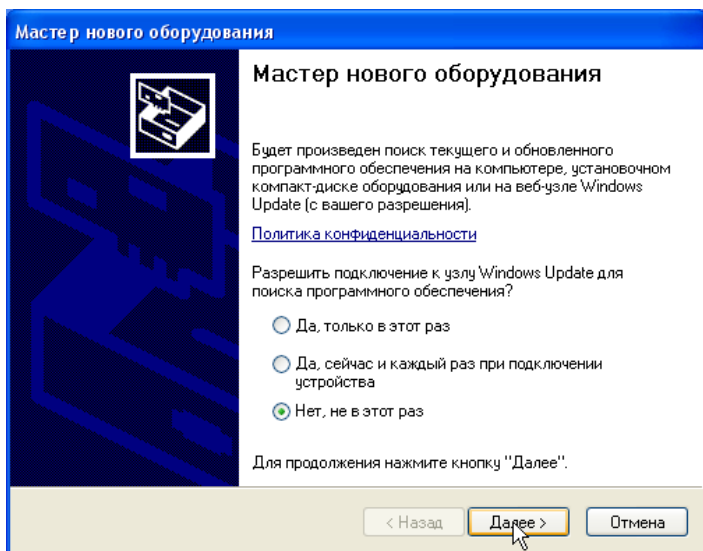 Мастер нового оборудования
Мастер нового оборудования
Будет произведен поиск текущего и обновленного
программного обеспечения на компьютере, установочном
компакт-диске оборудования или на веб-узле Windows
Update (с вашего разрешения).
Политика конфиденциальности
Разрешить подключение к узлу Windows Update для
поиска программного обеспечения?
Да, только в этот раз
Да, сейчас и каждый раз при подключении
устройства
Нет, не в этот раз
Для продолжения нажмите кнопку "Далее".
< Назад Далее > Отмена